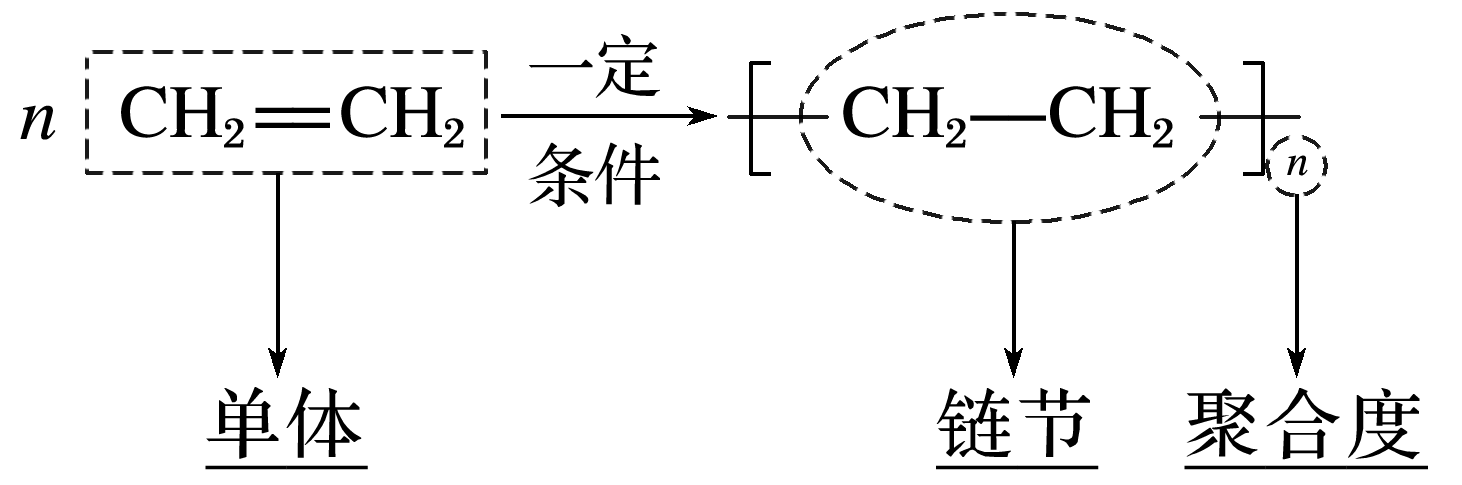 n CH₂=CH₂ 一定条件 [CH₂—CH₂]n
单体 链节 聚合度